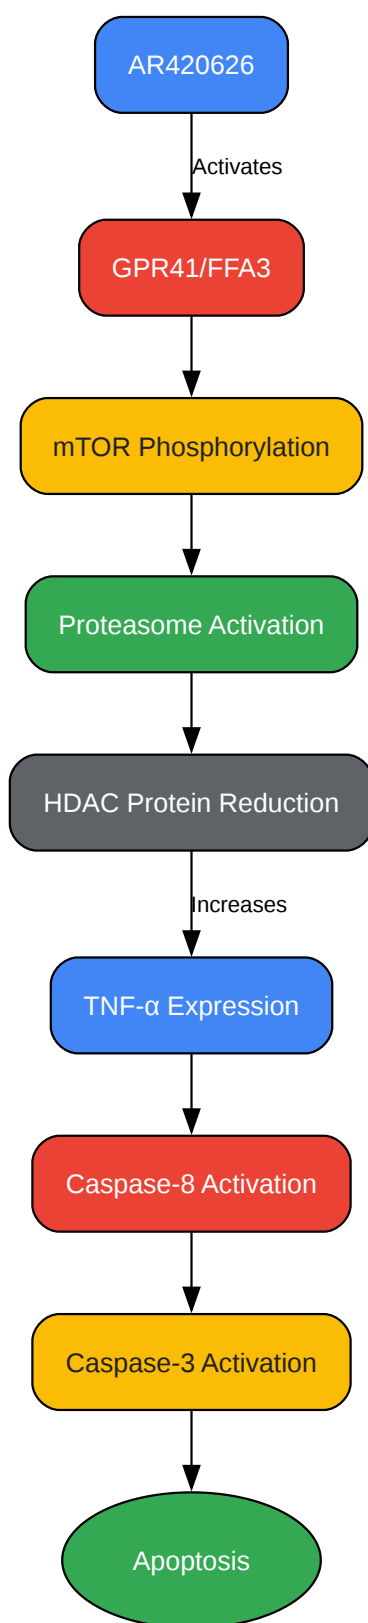 AR420626
Activates
GPR41/FFA3
mTOR Phosphorylation
Proteasome Activation
HDAC Protein Reduction
Increases
TNF-α Expression
Caspase-8 Activation
Caspase-3 Activation
Apoptosis